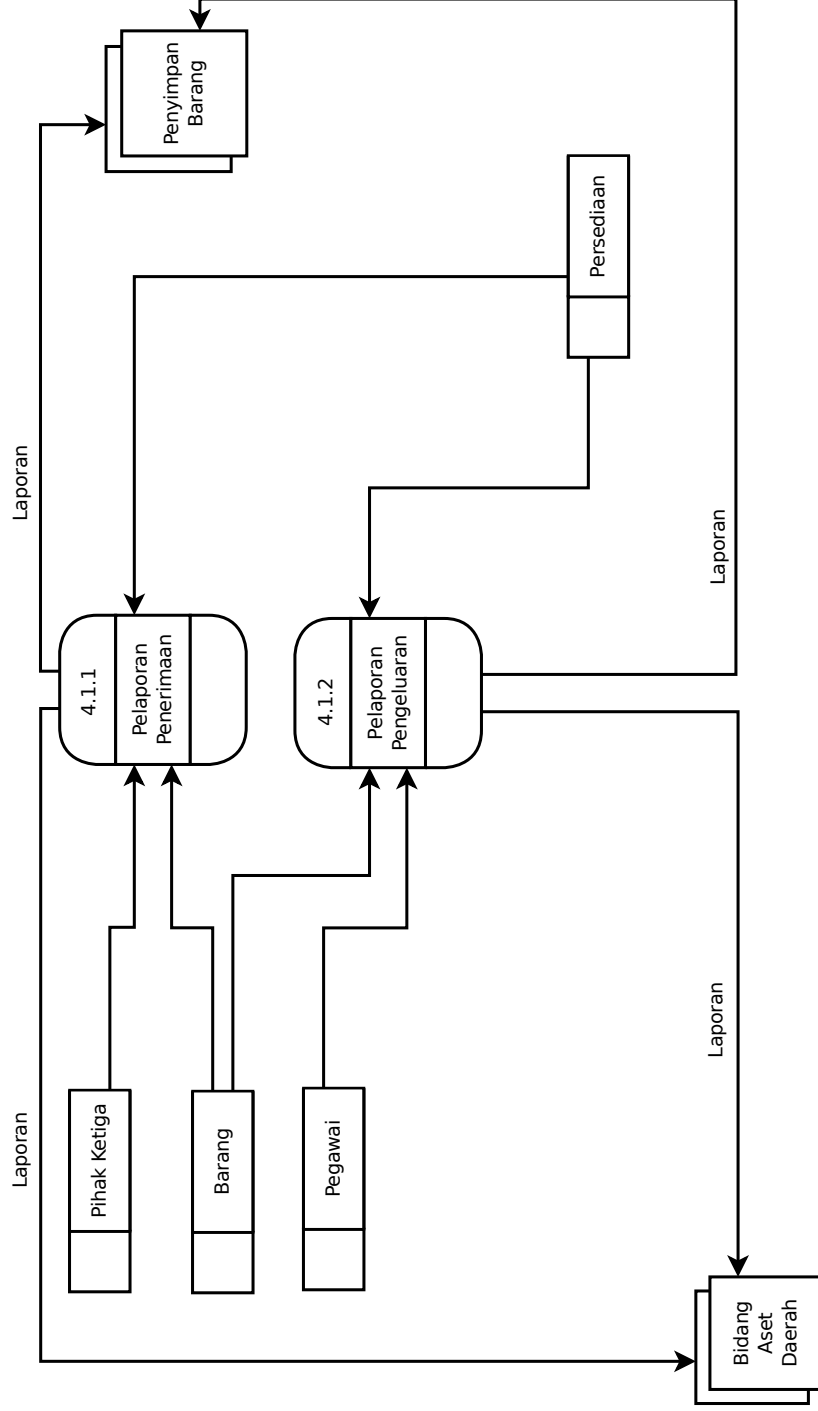 Laporan
Laporan
4.1.1
Pelaporan
Penerimaan
Pihak Ketiga
Penyimpan
Barang
Barang
4.1.2
Pelaporan
Pengeluaran
Pegawai
Persediaan
Laporan
Laporan
Bidang
Aset
Daerah